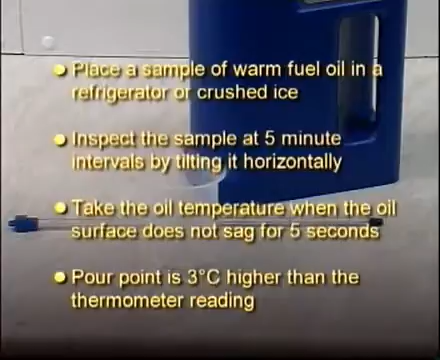 • Place a sample of warm fuel oil in a
refrigerator or crushed ice
• Inspect the sample at 5 minute
intervals by tilting it horizontally
• Take the oil temperature when the oil
surface does not sag for 5 seconds
• Pour point is 3°C higher than the
thermometer reading